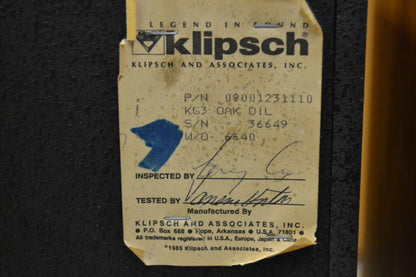 LEGEND IN SOUND
klipsch®
KLIPSCH AND ASSOCIATES, INC.
P/N 09001231110
KG3 OAK OIL
S/N 36649
W/O 6640
INSPECTED BY
TESTED BY
Manufactured By
KLIPSCH AND ASSOCIATES, INC.
P.O. Box 688 • Hope, Arkansas • U.S.A. 71801 •
All trademarks registered in U.S.A., Europe, Japan &
©1985 Klipsch and Associates, Inc.